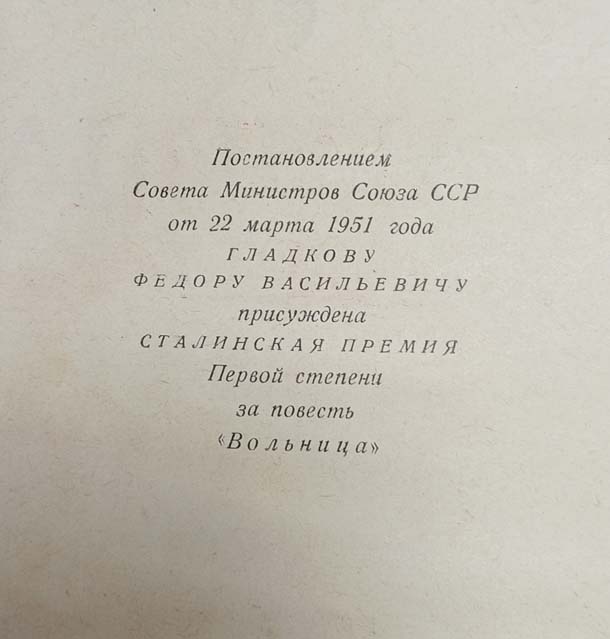 Постановлением
Совета Министров Союза ССР
от 22 марта 1951 года
ГЛАДКОВУ
ФЕДОРУ ВАСИЛЬЕВИЧУ
присуждена
СТАЛИНСКАЯ ПРЕМИЯ
Первой степени
за повесть
«Вольница»